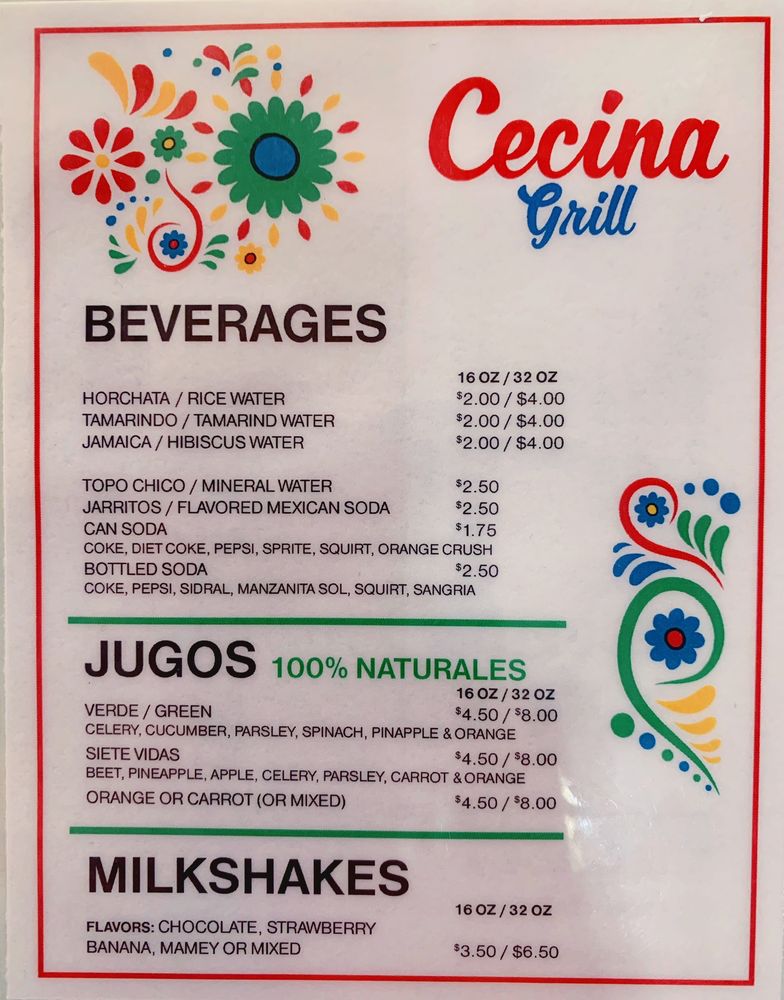 Cecina
Grill
BEVERAGES
16 OZ / 32 OZ
HORCHATA / RICE WATER $2.00 / $4.00
TAMARINDO / TAMARIND WATER $2.00 / $4.00
JAMAICA / HIBISCUS WATER $2.00 / $4.00
TOPO CHICO / MINERAL WATER $2.50
JARRITOS / FLAVORED MEXICAN SODA $2.50
CAN SODA $1.75
COKE, DIET COKE, PEPSI, SPRITE, SQUIRT, ORANGE CRUSH
BOTTLED SODA $2.50
COKE, PEPSI, SIDRAL, MANZANITA SOL, SQUIRT, SANGRIA
JUGOS 100% NATURALES
16 OZ / 32 OZ
VERDE / GREEN $4.50 / $8.00
CELERY, CUCUMBER, PARSLEY, SPINACH, PINAPPLE & ORANGE
SIETE VIDAS $4.50 / $8.00
BEET, PINEAPPLE, APPLE, CELERY, PARSLEY, CARROT & ORANGE
ORANGE OR CARROT (OR MIXED) $4.50 / $8.00
MILKSHAKES
16 OZ / 32 OZ
FLAVORS: CHOCOLATE, STRAWBERRY
BANANA, MAMEY OR MIXED $3.50 / $6.50